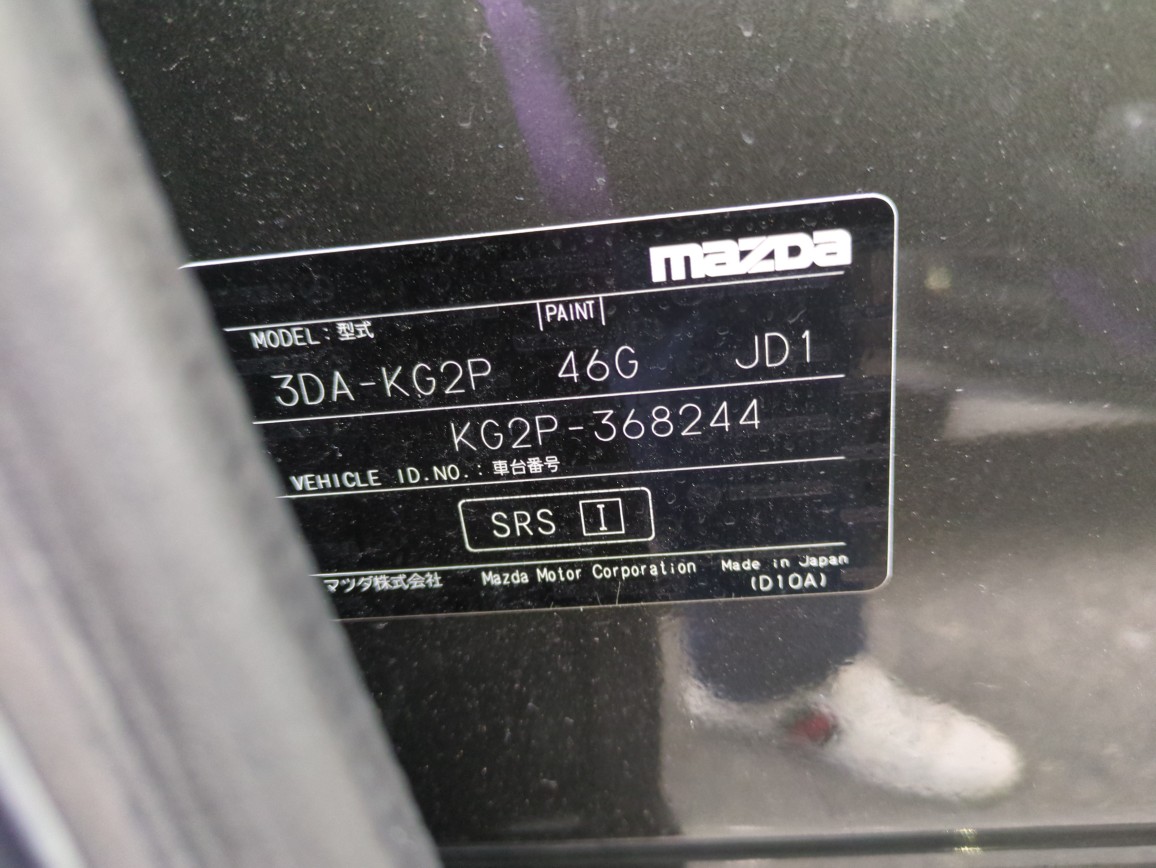 mazda
MODEL:型式 PAINT
3DA-KG2P 46G JD1
KG2P-368244
VEHICLE ID.NO.:車台番号
SRS I
マツダ株式会社 Mazda Motor Corporation Made in Japan
(D10A)